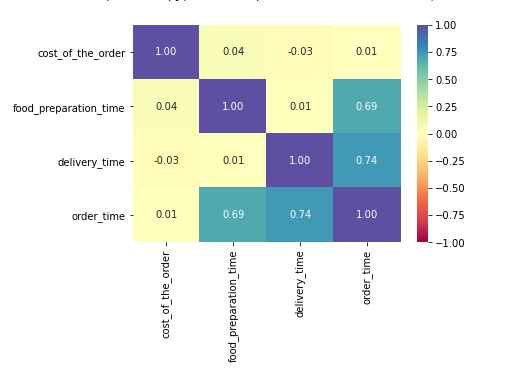 cost_of_the_order 1.00 0.04 -0.03 0.01
food_preparation_time 0.04 1.00 0.01 0.69
delivery_time -0.03 0.01 1.00 0.74
order_time 0.01 0.69 0.74 1.00
cost_of_the_order
food_preparation_time
delivery_time
order_time
1.00
0.75
0.50
0.25
0.00
−0.25
−0.50
−0.75
−1.00